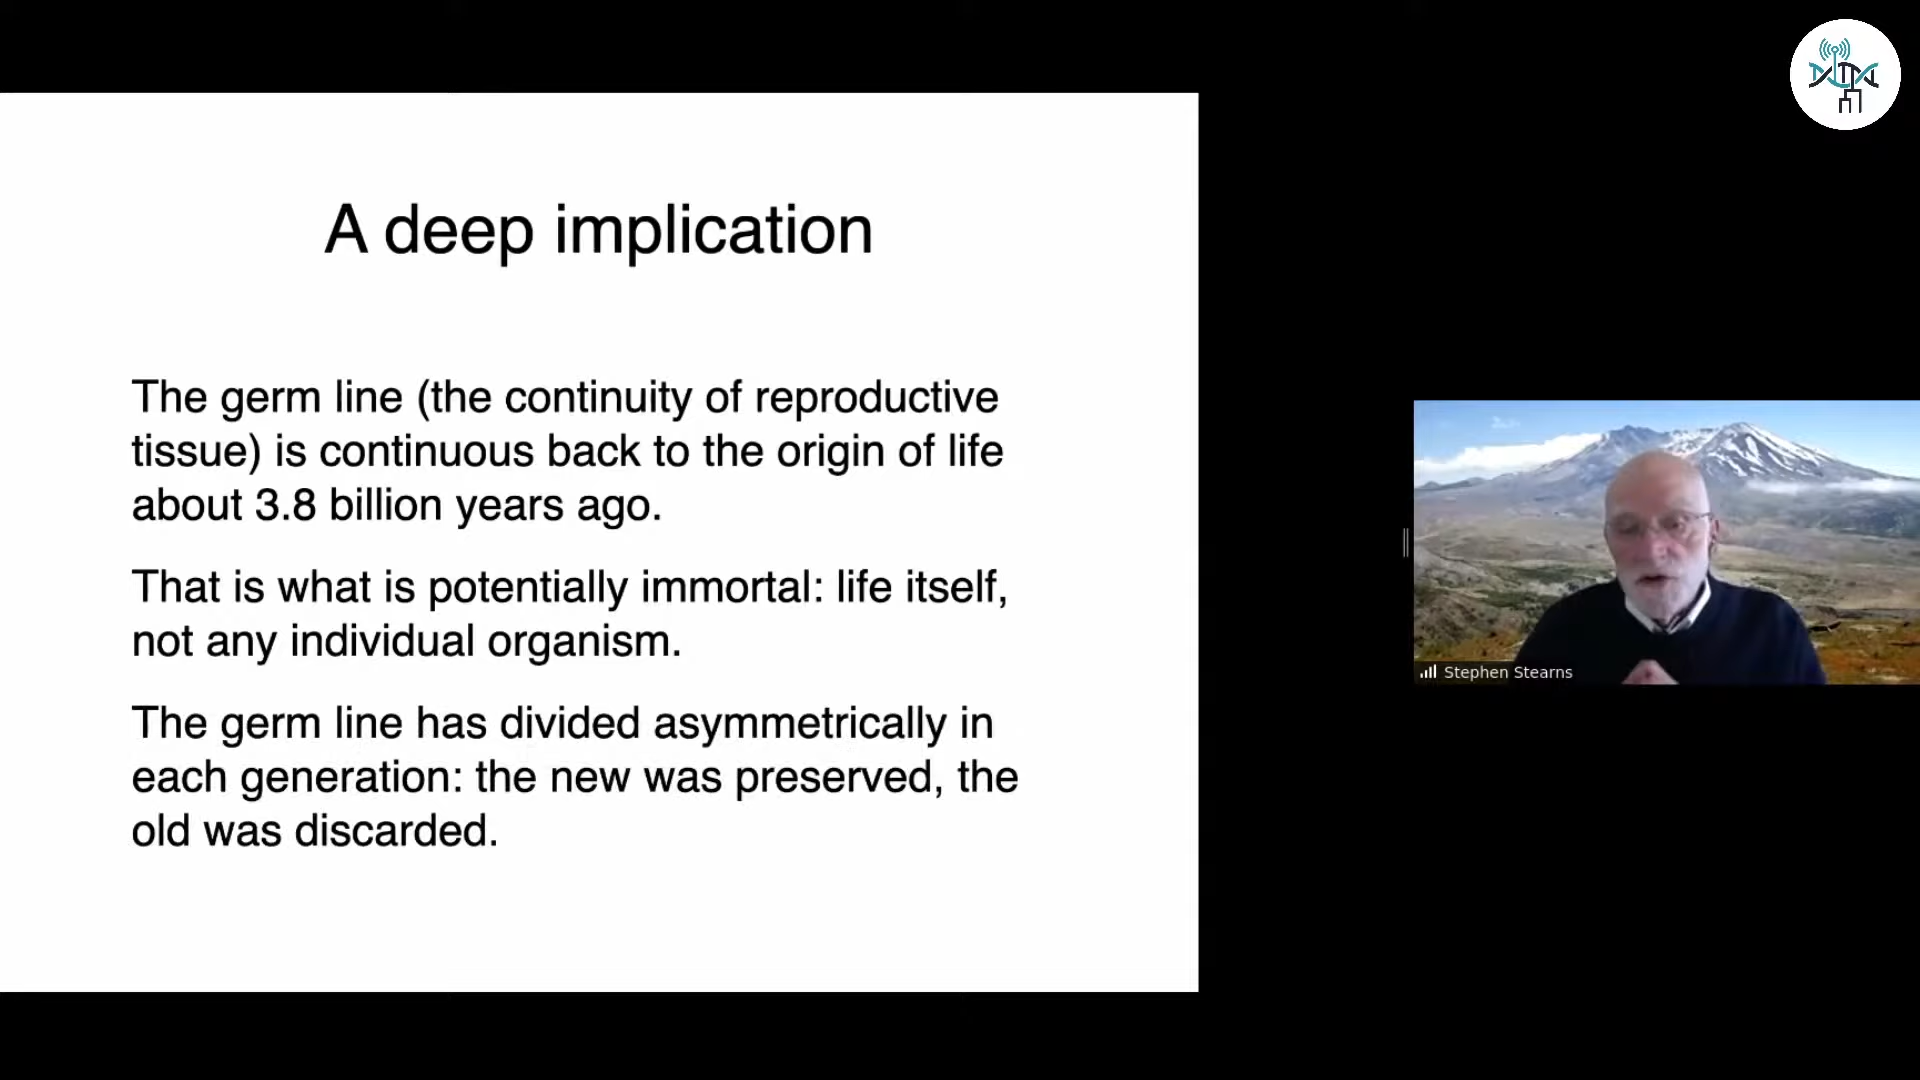 A deep implication
The germ line (the continuity of reproductive
tissue) is continuous back to the origin of life
about 3.8 billion years ago.
That is what is potentially immortal: life itself,
not any individual organism.
The germ line has divided asymmetrically in
each generation: the new was preserved, the
old was discarded.
Stephen Stearns